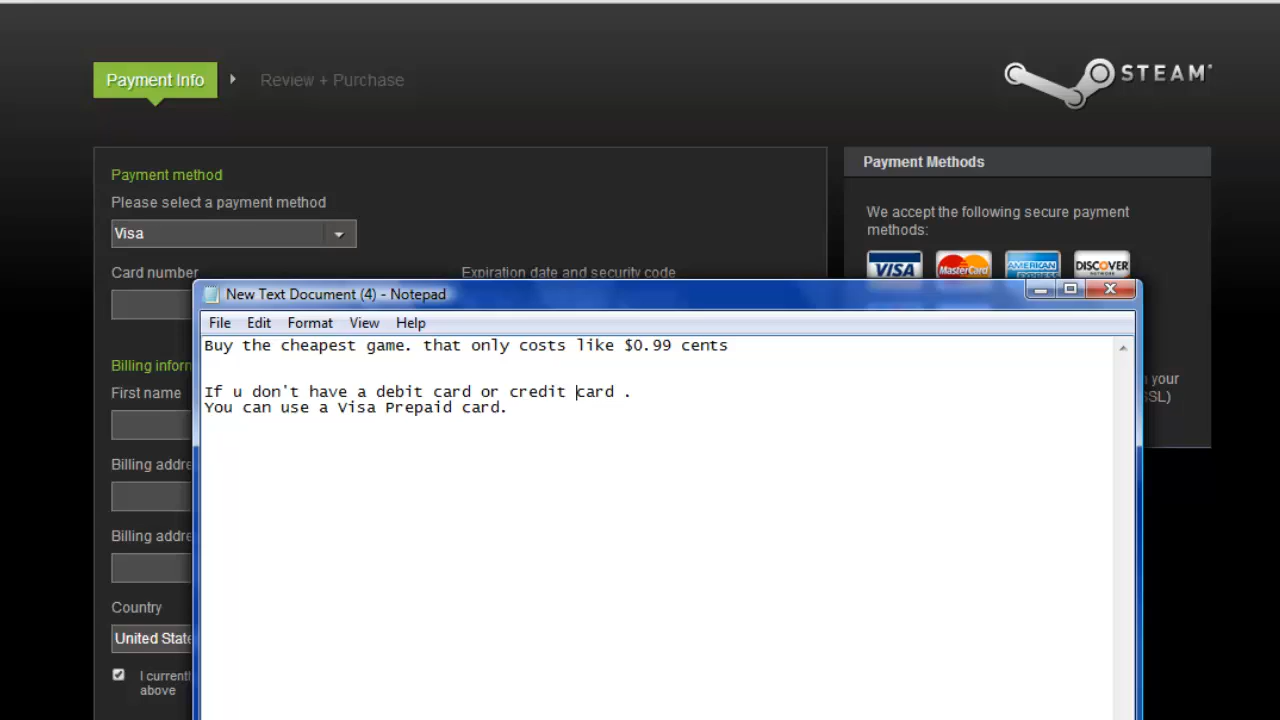 Payment Info
Review + Purchase
STEAM
Payment method
Please select a payment method
Visa
Card number
Expiration date and security code
Payment Methods
We accept the following secure payment
methods:
VISA
MasterCard
AMERICAN EXPRESS
DISCOVER
New Text Document (4) - Notepad
File Edit Format View Help
Buy the cheapest game. that only costs like $0.99 cents
If u don't have a debit card or credit card .
You can use a Visa Prepaid card.
Billing inforn
First name
Billing addre
Billing addre
Country
United State
I currentl
above
n your
SSL)